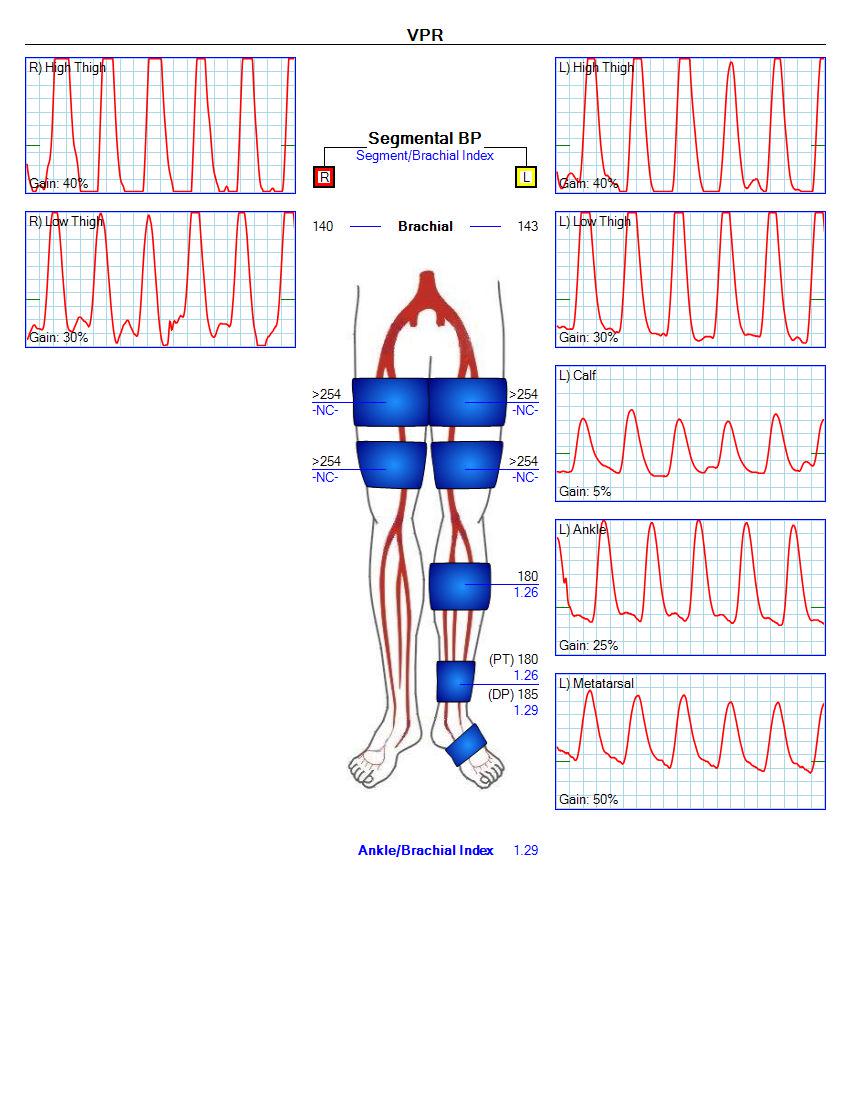 VPR
R) High Thigh
Gain: 40%
L) High Thigh
Gain: 40%
Segmental BP
Segment/Brachial Index
R
L
140 Brachial 143
R) Low Thigh
Gain: 30%
L) Low Thigh
Gain: 30%
>254
-NC-
>254
-NC-
>254
-NC-
>254
-NC-
L) Calf
Gain: 5%
180
1.26
L) Ankle
Gain: 25%
(PT) 180
1.26
(DP) 185
1.29
L) Metatarsal
Gain: 50%
Ankle/Brachial Index 1.29